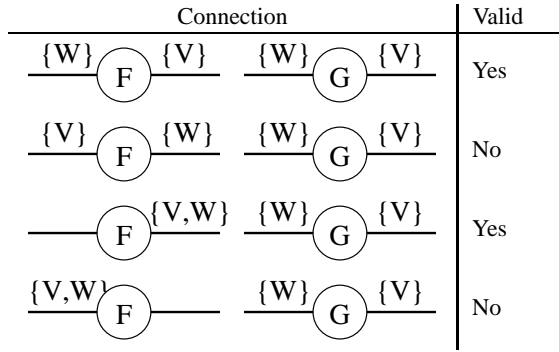 Connection Valid
{W} F {V} {W} G {V} Yes
{V} F {W} {W} G {V} No
F {V,W} {W} G {V} Yes
{V,W} F {W} G {V} No